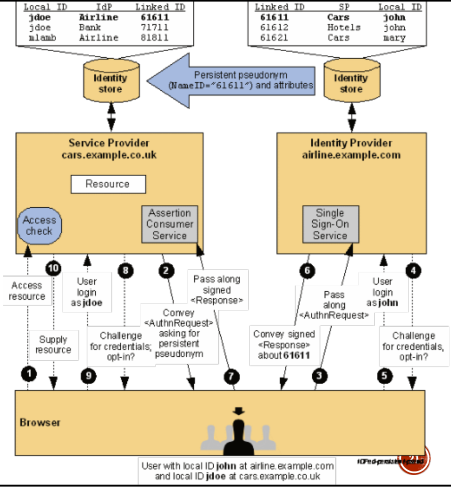 Local ID IdP Linked ID
jdoe Airline 61611
jdoe Bank 71711
mlamb Airline 81811
Local ID SP Linked ID
61611 Cars john
61612 Hotels john
61621 Cars mary
Identity
store
Persistent pseudonym
(NameID="61611") and attributes
Identity
store
Service Provider
cars.example.co.uk
Resource
Access
check
Assertion
Consumer
Service
Identity Provider
airline.example.com
Single
Sign-On
Service
10
8
2
6
4
Access
resource
User
login
as jdoe
Pass along
signed
<Response>
Convey
<AuthnRequest>
asking for
persistent
pseudonym
Supply
resource
Challenge
for credentials,
opt-in?
Pass
along
<AuthnRequest>
User
login
as john
Convey signed
<Response>
about 61611
Challenge
for credentials,
opt-in?
1
9
7
3
5
Browser
User with local ID john at airline.example.com
and local ID jdoe at cars.example.co.uk